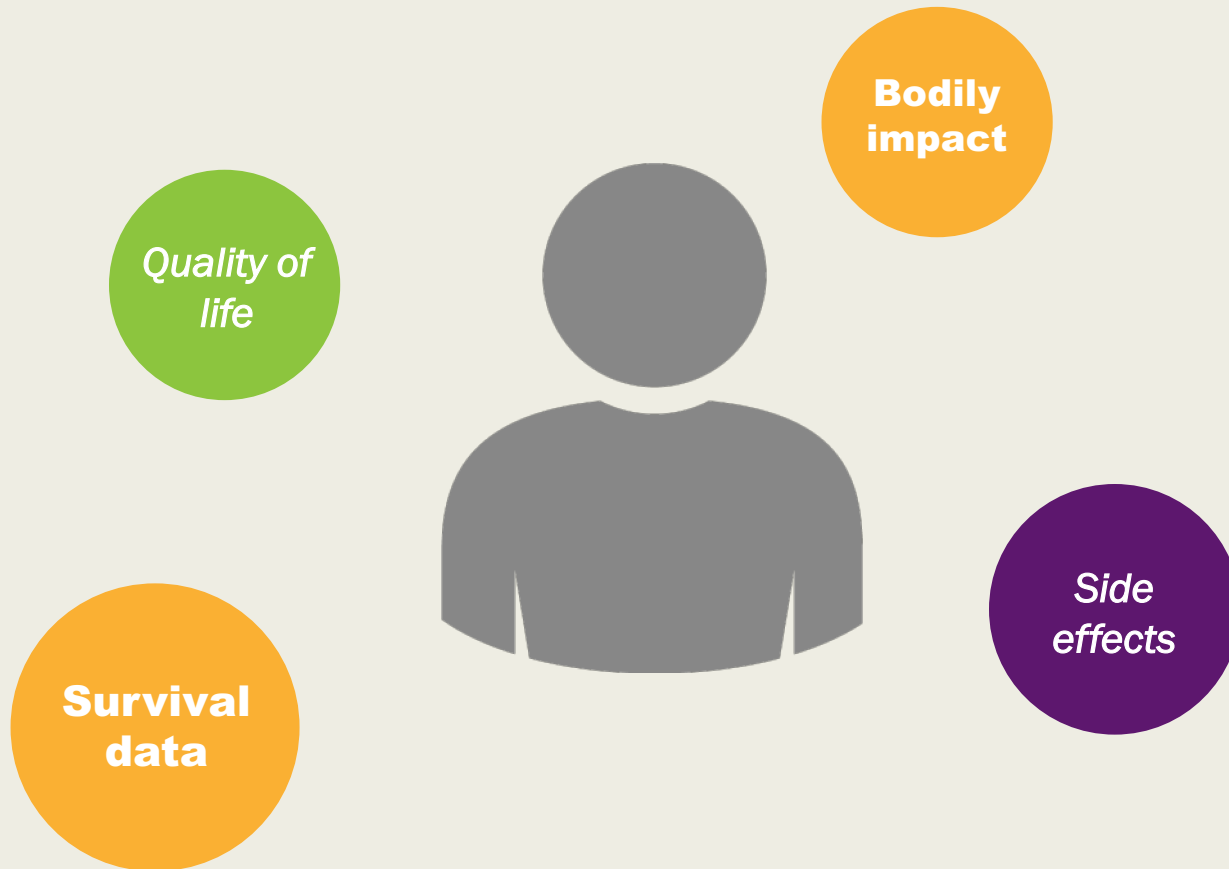 Bodily
impact
Quality of
life
Side
effects
Survival
data